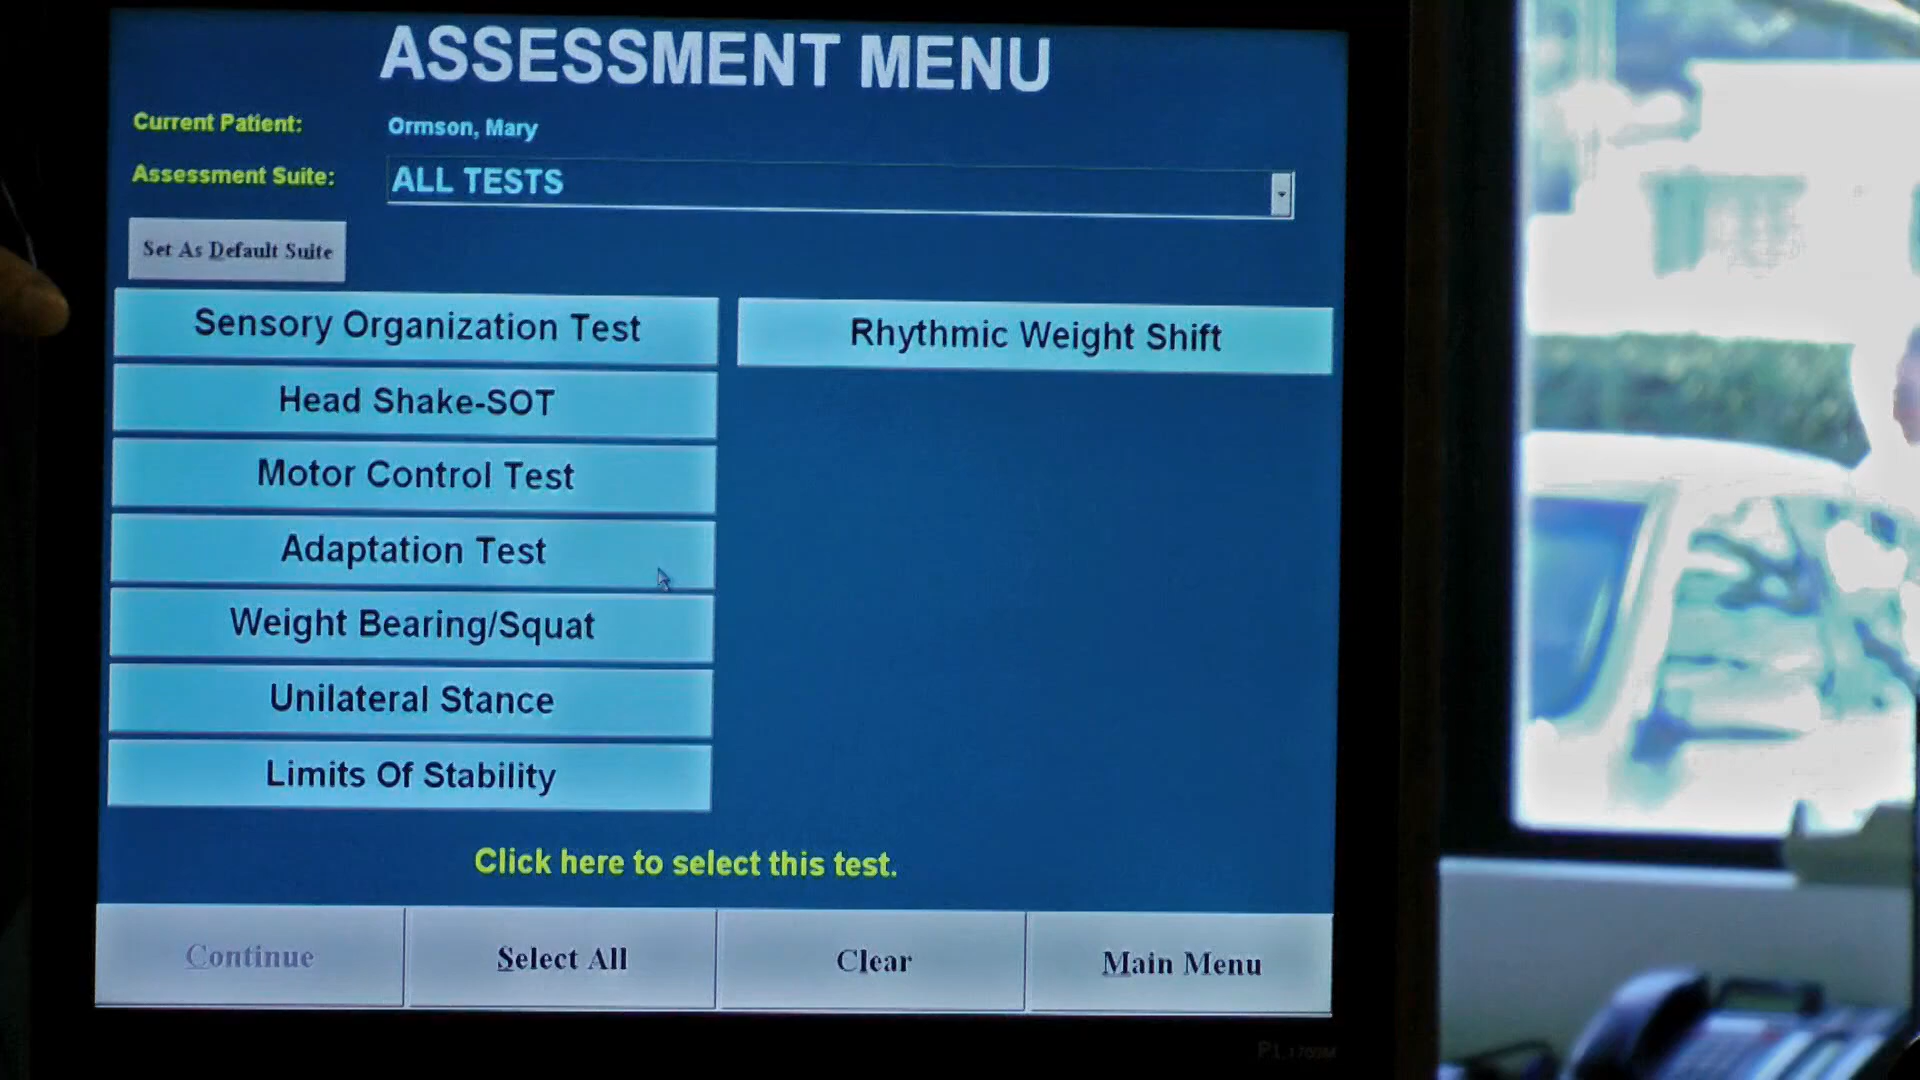 ASSESSMENT MENU
Current Patient: Ormson, Mary
Assessment Suite: ALL TESTS
Set As Default Suite
Sensory Organization Test
Rhythmic Weight Shift
Head Shake-SOT
Motor Control Test
Adaptation Test
Weight Bearing/Squat
Unilateral Stance
Limits Of Stability
Click here to select this test.
Continue
Select All
Clear
Main Menu